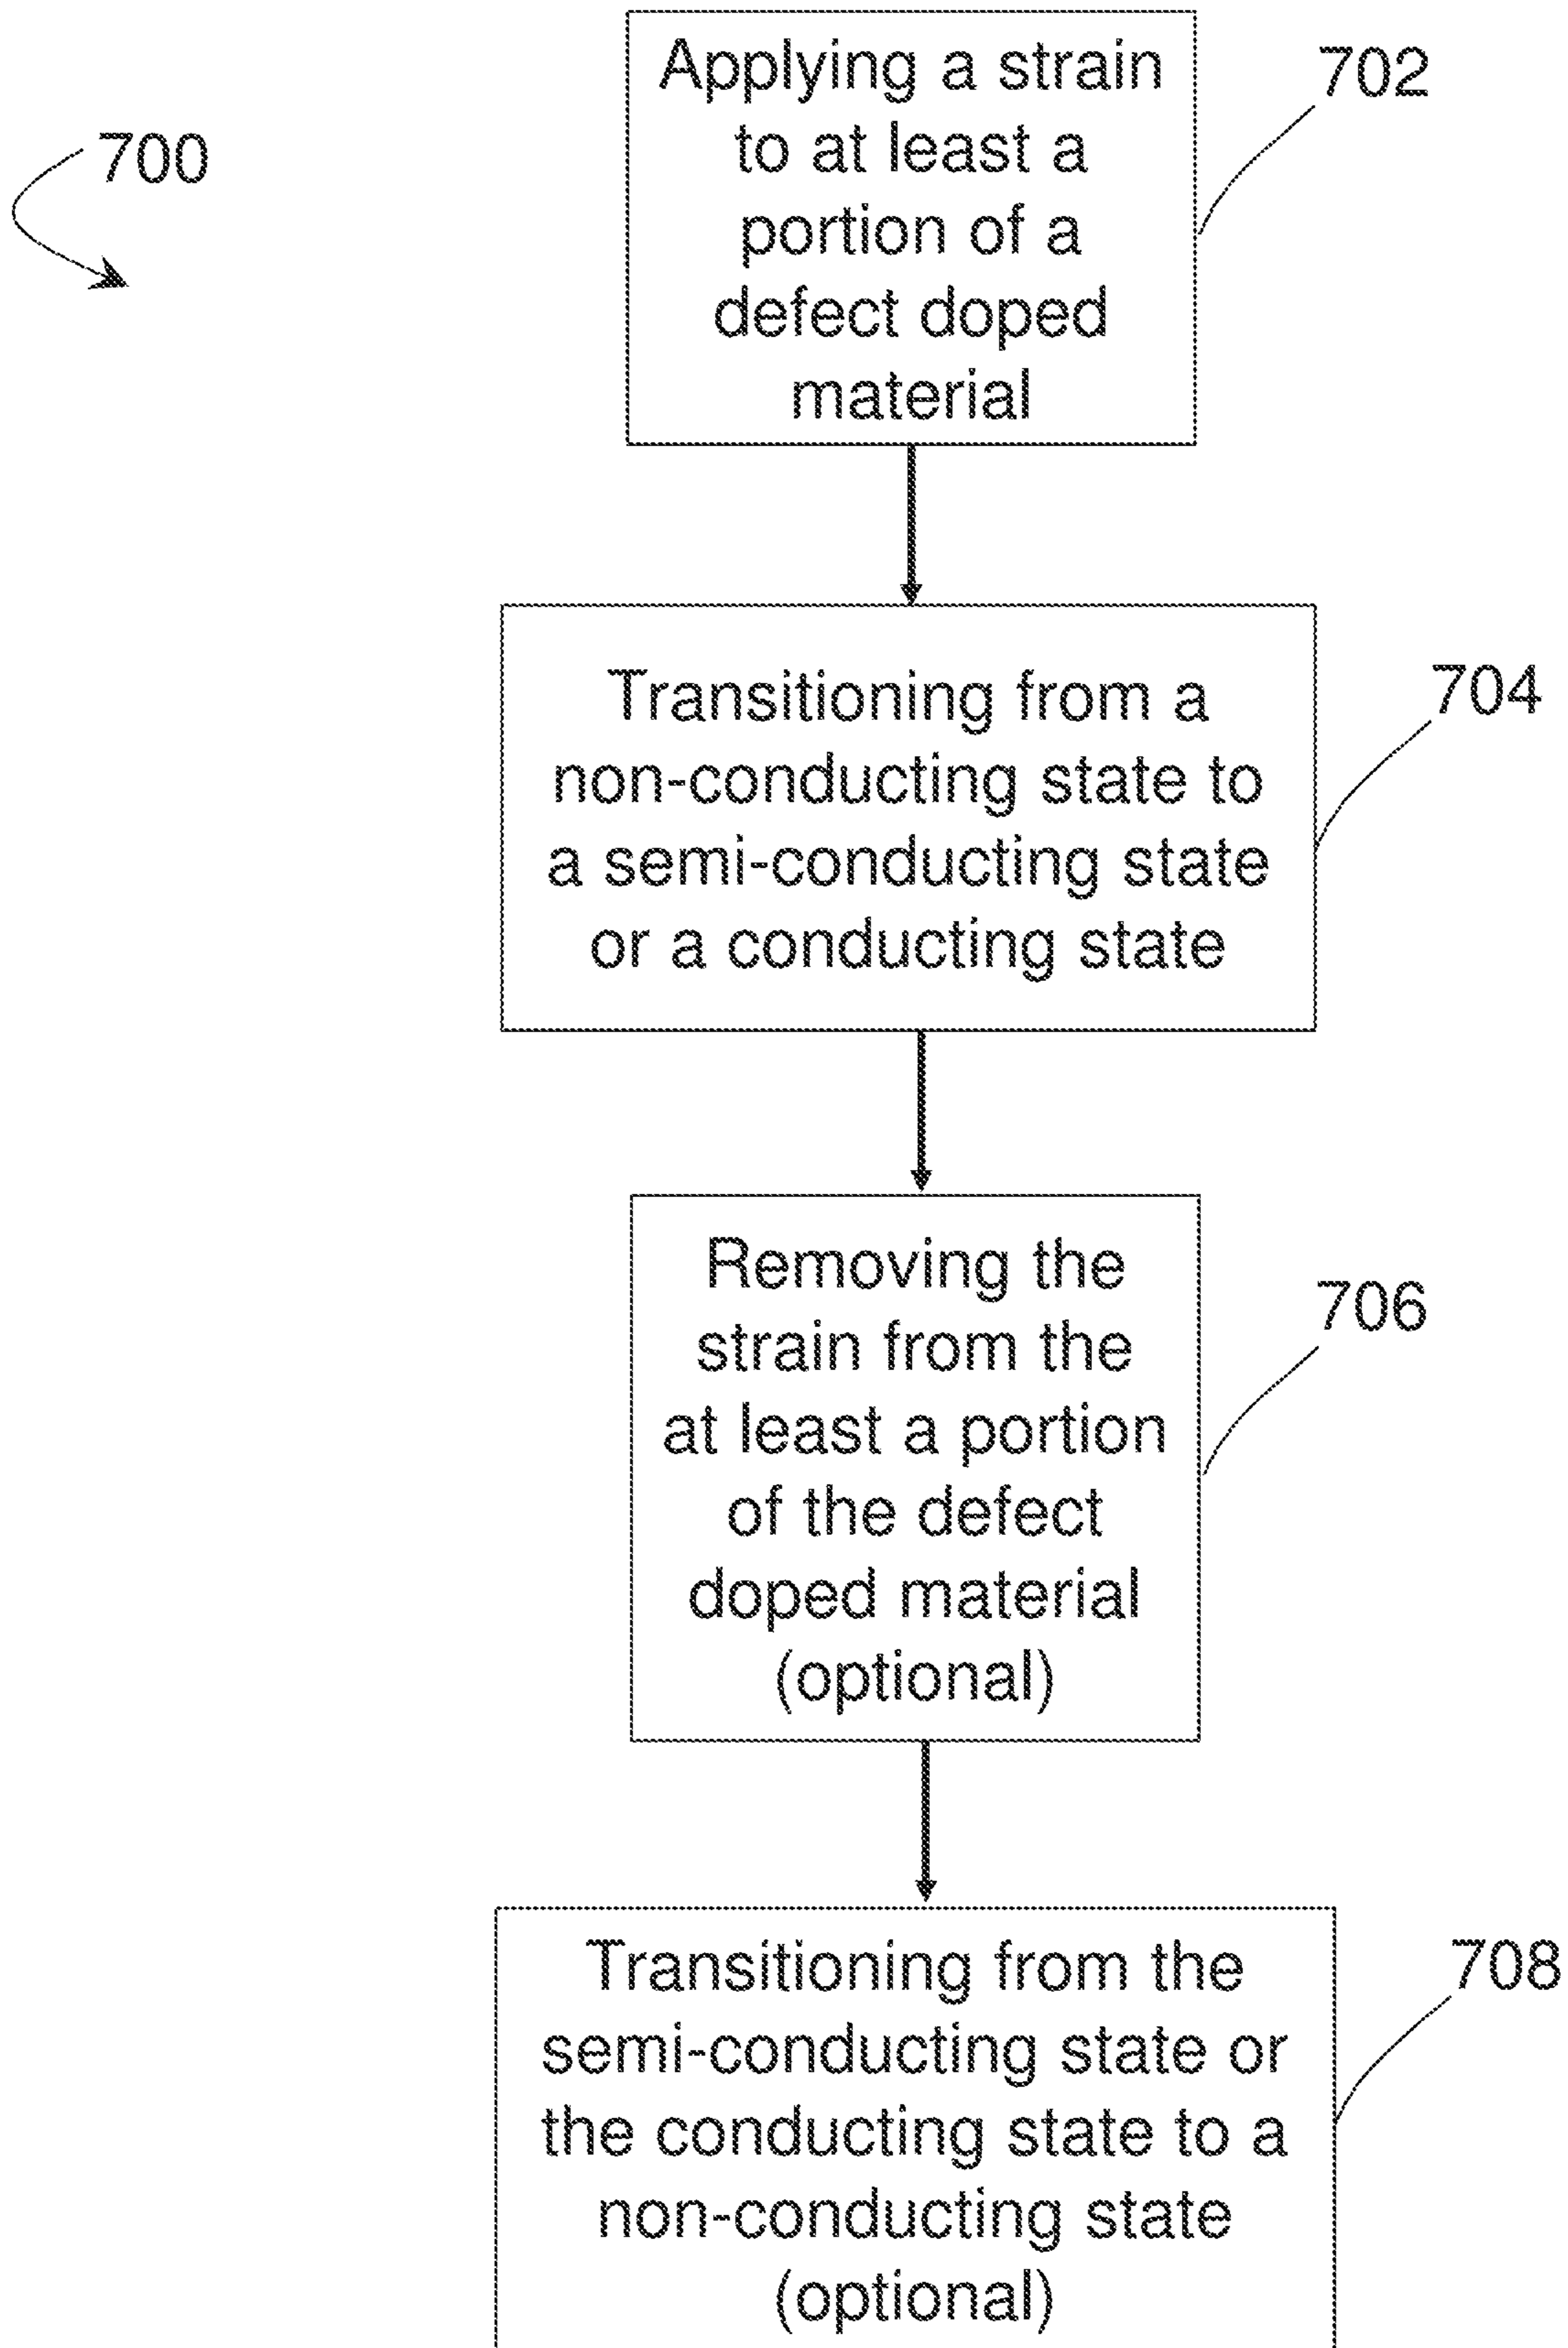 700
Applying a strain
to at least a
portion of a
defect doped
material
702
Transitioning from a
non-conducting state to
a semi-conducting state
or a conducting state
704
Removing the
strain from the
at least a portion
of the defect
doped material
(optional)
706
Transitioning from the
semi-conducting state or
the conducting state to a
non-conducting state
(optional)
708